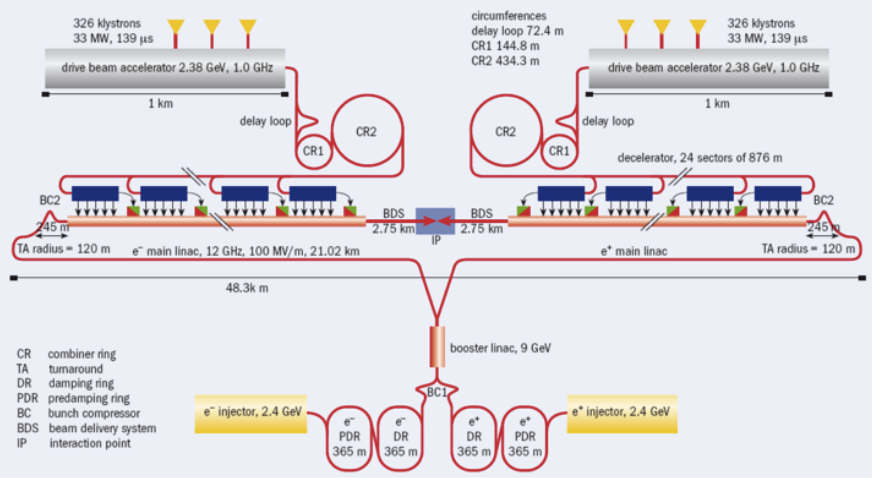 326 klystrons
33 MW, 139 μs
circumferences
delay loop 72.4 m
CR1 144.8 m
CR2 434.3 m
326 klystrons
33 MW, 139 μs
drive beam accelerator 2.38 GeV, 1.0 GHz
drive beam accelerator 2.38 GeV, 1.0 GHz
1 km
1 km
delay loop
CR1
CR2
CR2
CR1
delay loop
decelerator, 24 sectors of 876 m
BC2
BC2
245 m
BDS
2.75 km
IP
BDS
2.75 km
245 m
TA radius = 120 m
e⁻ main linac, 12 GHz, 100 MV/m, 21.02 km
e⁺ main linac
TA radius = 120 m
48.3k m
booster linac, 9 GeV
CR combiner ring
TA turnaround
DR damping ring
PDR predamping ring
BC bunch compressor
BDS beam delivery system
IP interaction point
BC1
e⁻ injector, 2.4 GeV
e⁻
PDR
365 m
e⁻
DR
365 m
e⁺
DR
365 m
e⁺
PDR
365 m
e⁺ injector, 2.4 GeV